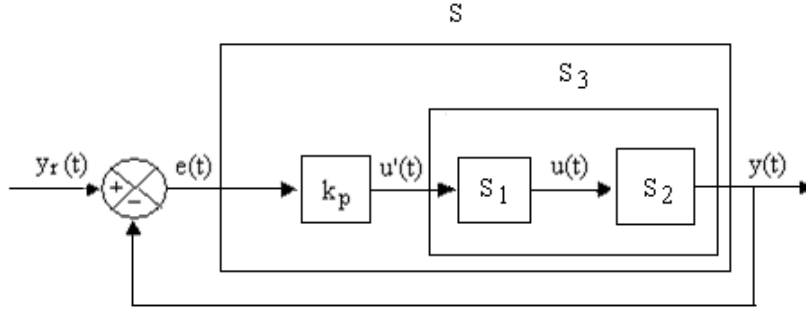 S
S3
yr(t)
e(t)
u'(t)
u(t)
y(t)
+
−
kp
S1
S2